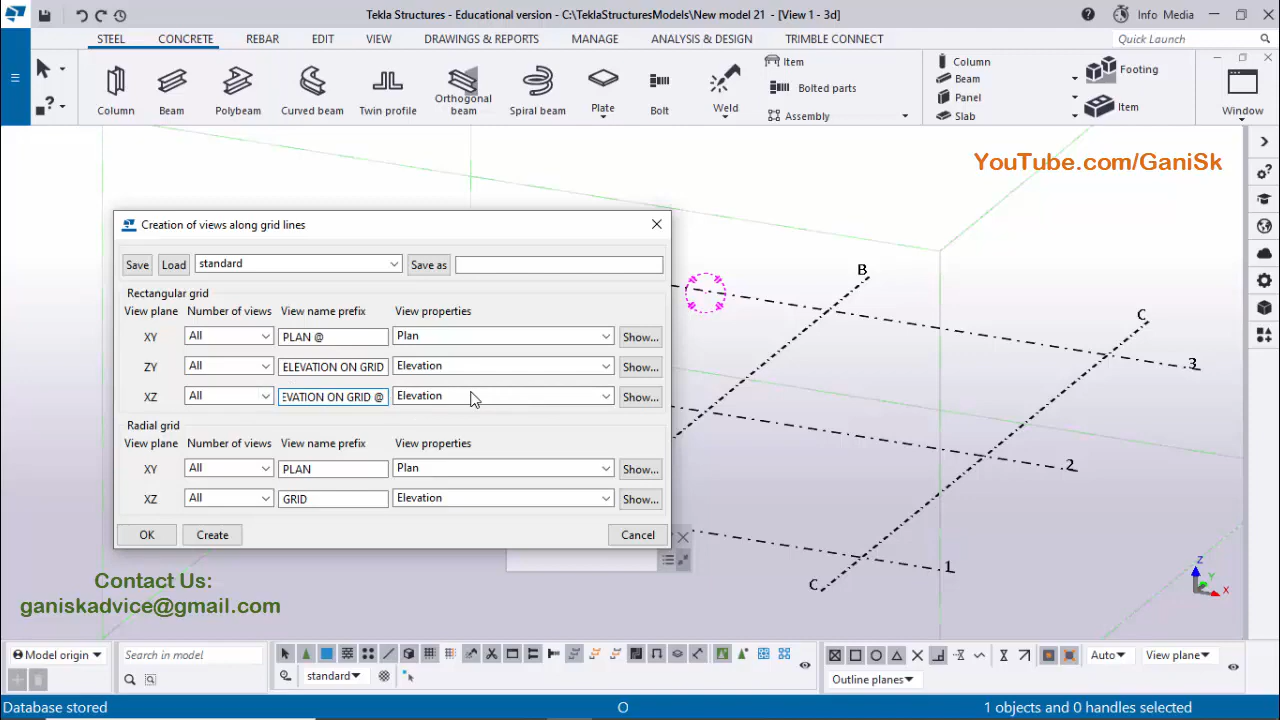 Tekla Structures - Educational version - C:\TeklaStructuresModels\New model 21 - [View 1 - 3d]
Info Media
STEEL CONCRETE REBAR EDIT VIEW DRAWINGS & REPORTS MANAGE ANALYSIS & DESIGN TRIMBLE CONNECT
Quick Launch
Column
Beam
Polybeam
Curved beam
Twin profile
Orthogonal
beam
Spiral beam
Plate
Bolt
Weld
Item
Bolted parts
Assembly
Column
Beam
Panel
Slab
Footing
Item
Window
YouTube.com/GaniSk
Creation of views along grid lines
Save Load standard Save as
Rectangular grid
View plane Number of views View name prefix View properties
XY All PLAN @ Plan Show...
ZY All ELEVATION ON GRID Elevation Show...
XZ All EVATION ON GRID @ Elevation Show...
Radial grid
View plane Number of views View name prefix View properties
XY All PLAN Plan Show...
XZ All GRID Elevation Show...
OK Create Cancel
B
C
3
2
1
C
Z
Y
X
Contact Us:
ganiskadvice@gmail.com
Model origin
Search in model
standard
Auto
View plane
Outline planes
Database stored
O
1 objects and 0 handles selected